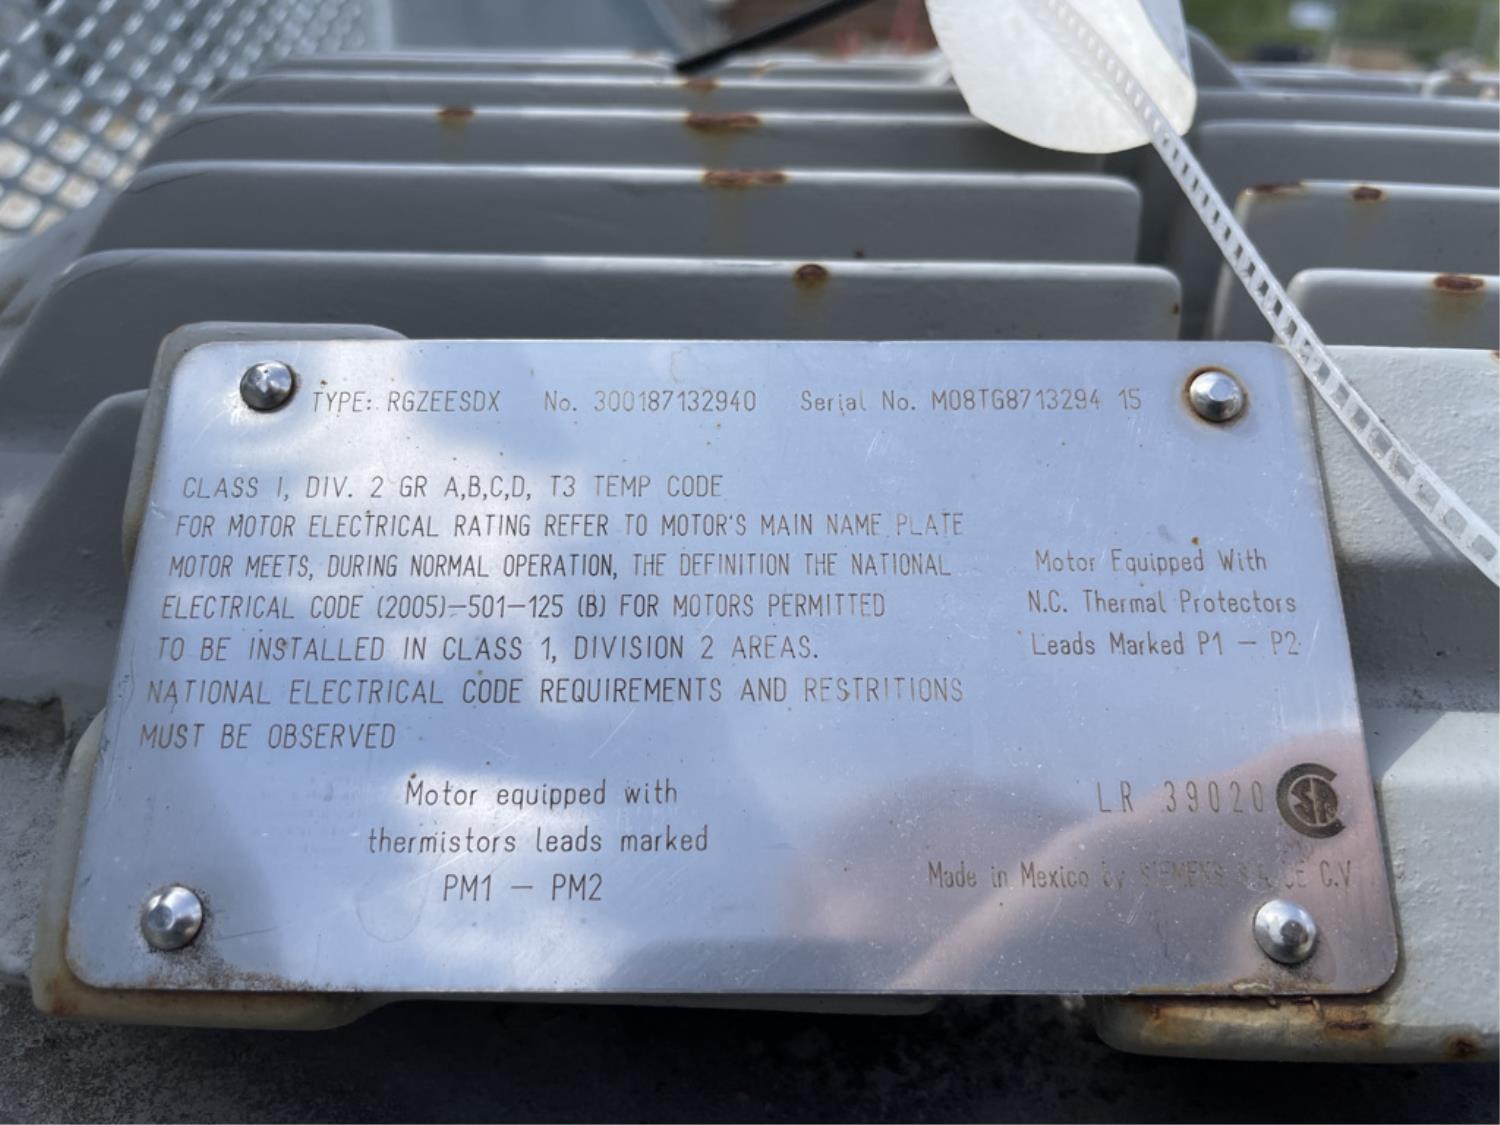 TYPE: RGZEESDX No. 300187132940 Serial No. M08TG8713294 15
CLASS I, DIV. 2 GR A,B,C,D, T3 TEMP CODE
FOR MOTOR ELECTRICAL RATING REFER TO MOTOR'S MAIN NAME PLATE
MOTOR MEETS, DURING NORMAL OPERATION, THE DEFINITION THE NATIONAL
ELECTRICAL CODE (2005)-501-125 (B) FOR MOTORS PERMITTED
TO BE INSTALLED IN CLASS 1, DIVISION 2 AREAS.
NATIONAL ELECTRICAL CODE REQUIREMENTS AND RESTRITIONS
MUST BE OBSERVED
Motor Equipped With
N.C. Thermal Protectors
Leads Marked P1 - P2
Motor equipped with
thermistors leads marked
PM1 - PM2
LR 39020 CSA
Made in Mexico by SIEMENS S.A. DE C.V